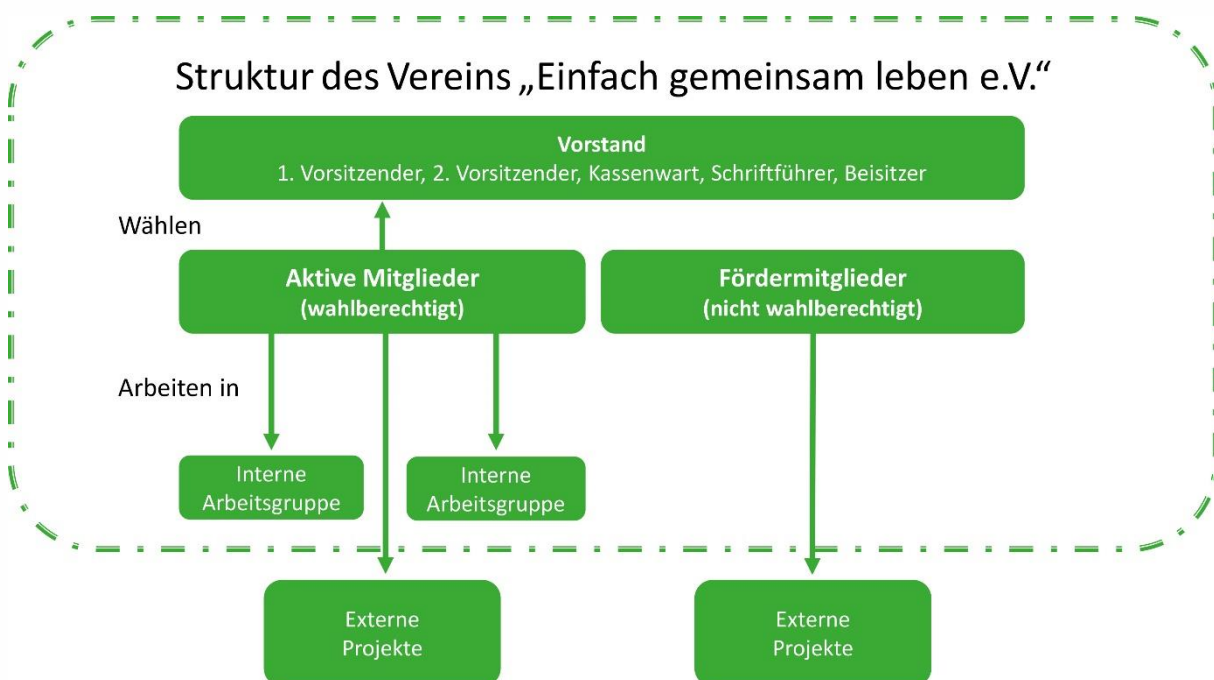 Struktur des Vereins „Einfach gemeinsam leben e.V.“
Vorstand
1. Vorsitzender, 2. Vorsitzender, Kassenwart, Schriftführer, Beisitzer
Wählen
Aktive Mitglieder
(wahlberechtigt)
Fördermitglieder
(nicht wahlberechtigt)
Arbeiten in
Interne
Arbeitsgruppe
Interne
Arbeitsgruppe
Externe
Projekte
Externe
Projekte